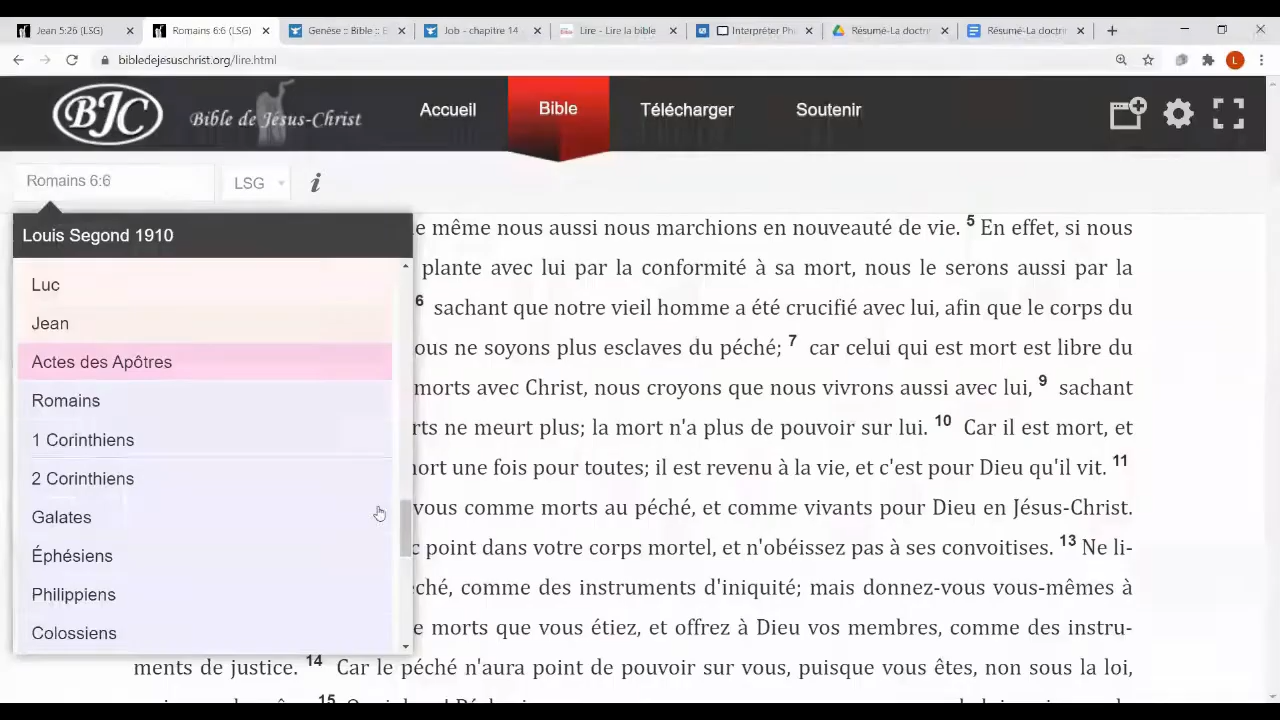 Jean 5:26 (LSG)
Romains 6:6 (LSG)
Genèse :: Bible :: E
Job - chapître 14
Lire - Lire la bible
Interpréter Ph
Résumé-La doctri
Résumé-La doctri
L
bibledejesuschrist.org/lire.html
BJC
Bible de Jésus-Christ
Accueil
Bible
Télécharger
Soutenir
Romains 6:6
LSG
i
Louis Segond 1910
Luc
Jean
Actes des Apôtres
Romains
1 Corinthiens
2 Corinthiens
Galates
Éphésiens
Philippiens
Colossiens
même nous aussi nous marchions en nouveauté de vie. 5 En effet, si nous
plante avec lui par la conformité à sa mort, nous le serons aussi par la
6 sachant que notre vieil homme a été crucifié avec lui, afin que le corps du
ous ne soyons plus esclaves du péché; 7 car celui qui est mort est libre du
morts avec Christ, nous croyons que nous vivrons aussi avec lui, 9 sachant
rts ne meurt plus; la mort n'a plus de pouvoir sur lui. 10 Car il est mort, et
ort une fois pour toutes; il est revenu à la vie, et c'est pour Dieu qu'il vit. 11
vous comme morts au péché, et comme vivants pour Dieu en Jésus-Christ.
c point dans votre corps mortel, et n'obéissez pas à ses convoitises. 13 Ne li-
ché, comme des instruments d'iniquité; mais donnez-vous vous-mêmes à
e morts que vous étiez, et offrez à Dieu vos membres, comme des instru-
ments de justice. 14 Car le péché n'aura point de pouvoir sur vous, puisque vous êtes, non sous la loi,
15